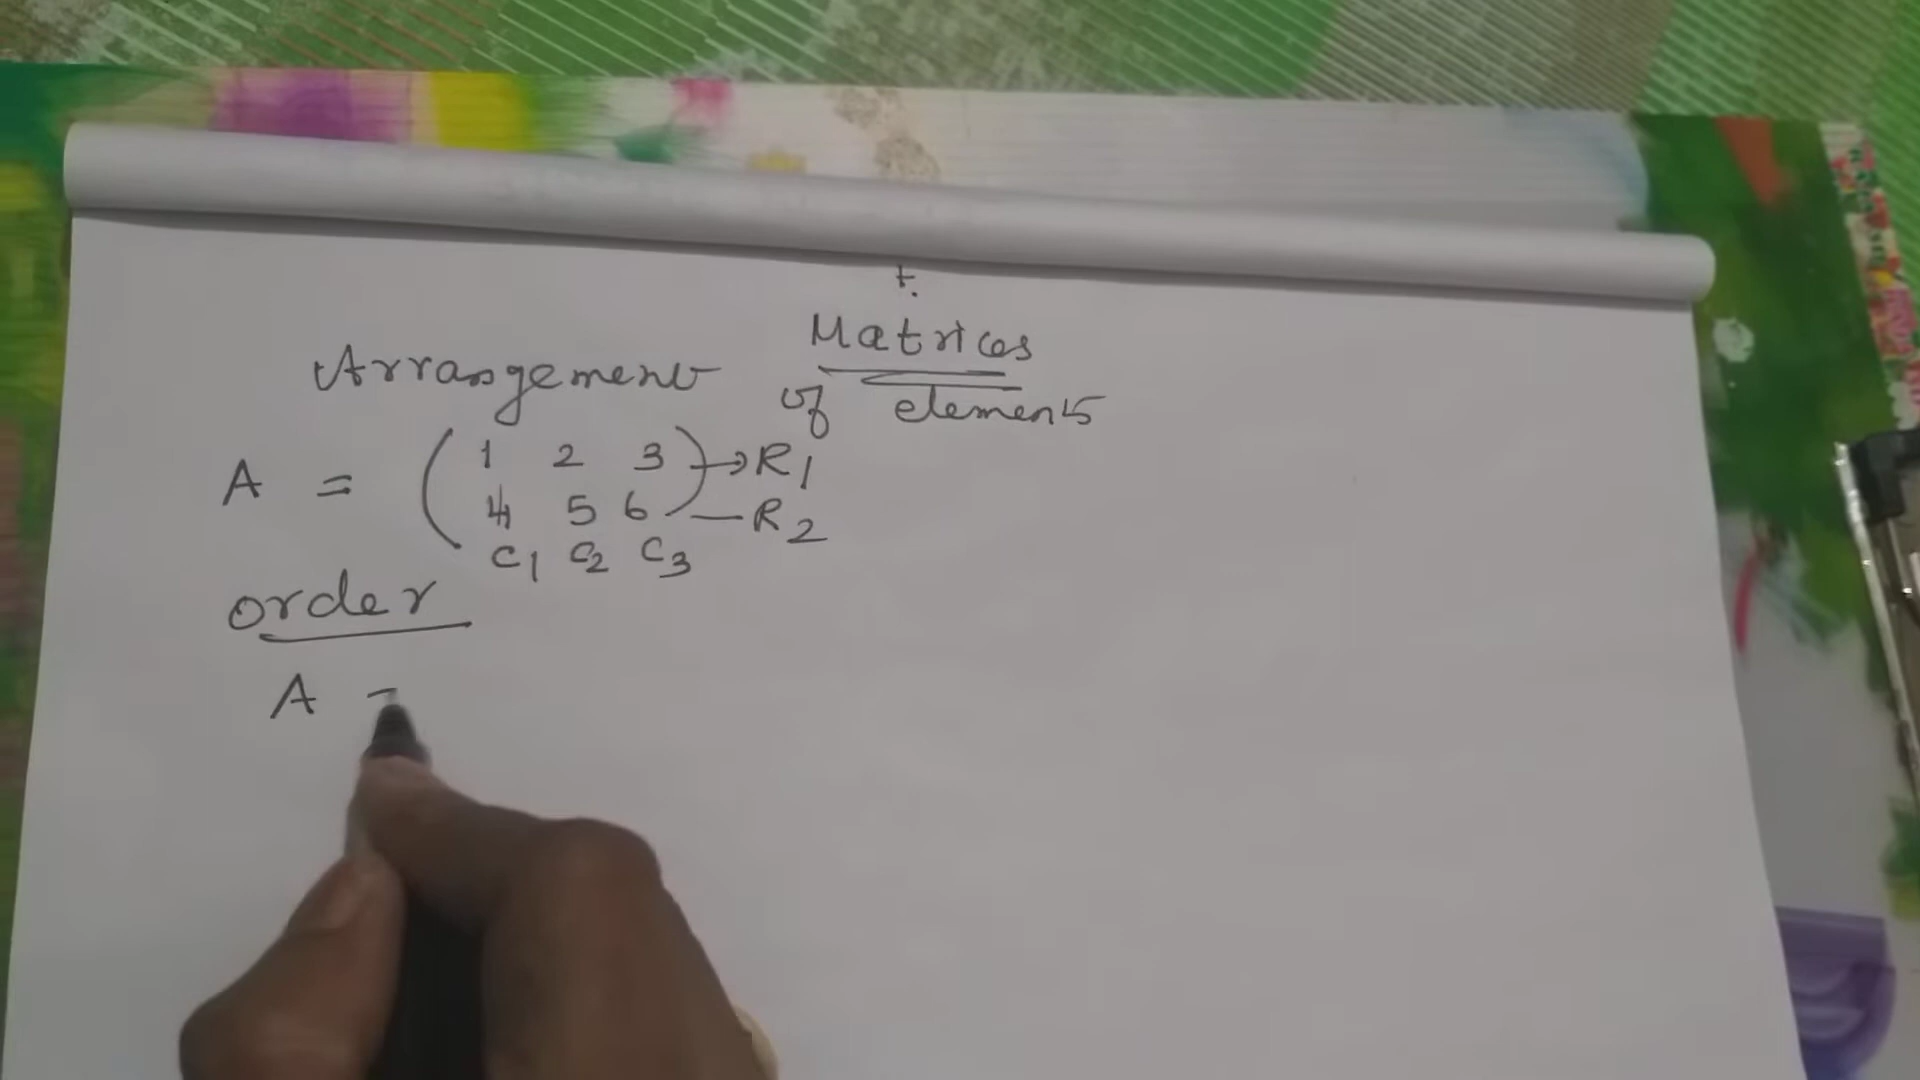 t.
Matrices
Arrangement of elements
A = ( 1 2 3 ) → R1
4 5 6 — R2
C1 C2 C3
order
A -